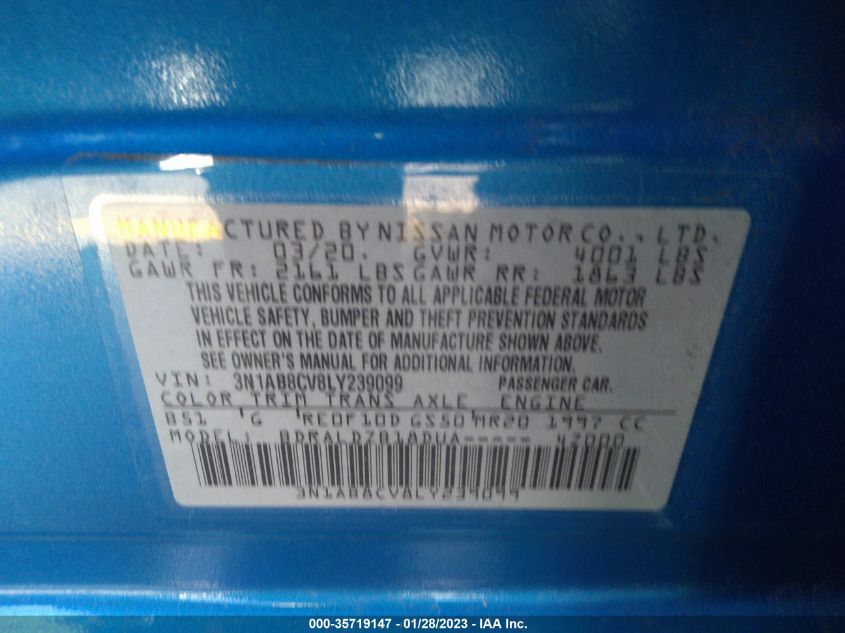 MANUFACTURED BY NISSAN MOTOR CO., LTD.
DATE: 03/20. GVWR: 4001 LBS
GAWR FR: 2161 LBS GAWR RR: 1863 LBS
THIS VEHICLE CONFORMS TO ALL APPLICABLE FEDERAL MOTOR
VEHICLE SAFETY, BUMPER AND THEFT PREVENTION STANDARDS
IN EFFECT ON THE DATE OF MANUFACTURE SHOWN ABOVE.
SEE OWNER'S MANUAL FOR ADDITIONAL INFORMATION.
VIN: 3N1AB8CV8LY239099 PASSENGER CAR.
COLOR TRIM TRANS AXLE ENGINE
B51 'G 'RE0F10D GS50'MR20 1997 CC
MODEL: BDRALDZB18DUA----- 47000
3N1AB8CV8LY239099
000-35719147 - 01/28/2023 - IAA Inc.